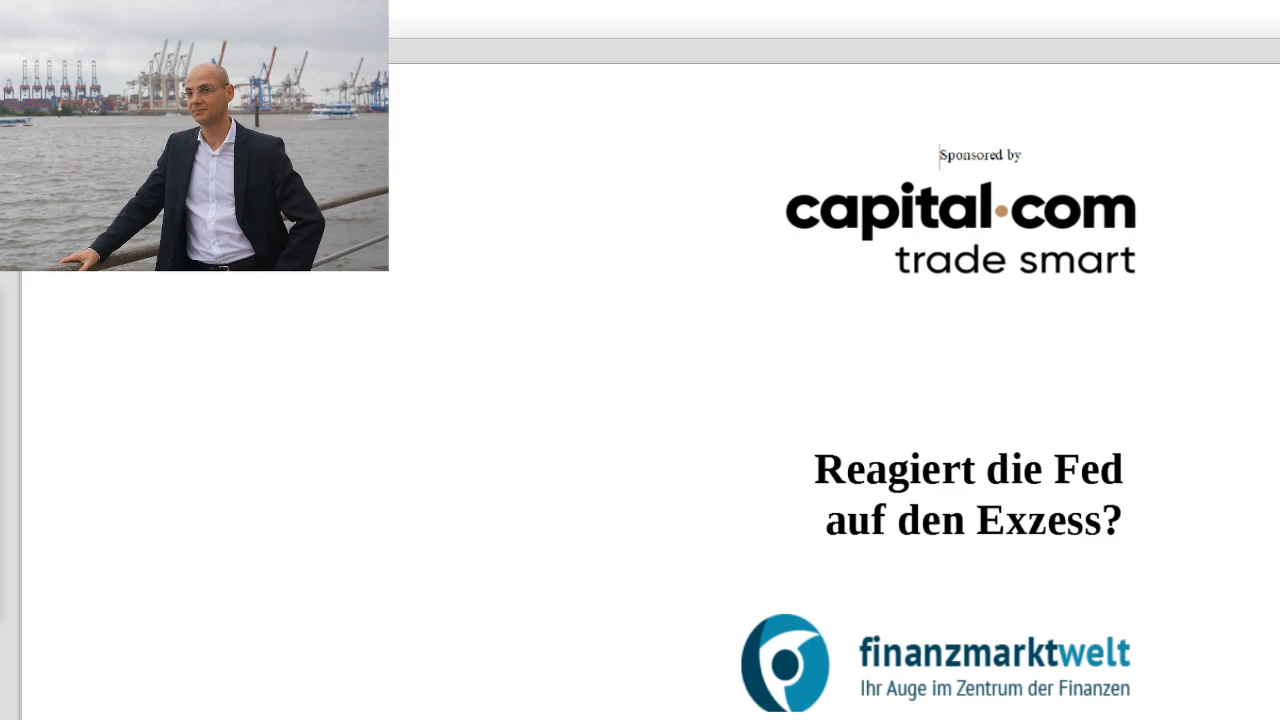 Sponsored by
capital.com
trade smart
Reagiert die Fed
auf den Exzess?
finanzmarktwelt
Ihr Auge im Zentrum der Finanzen